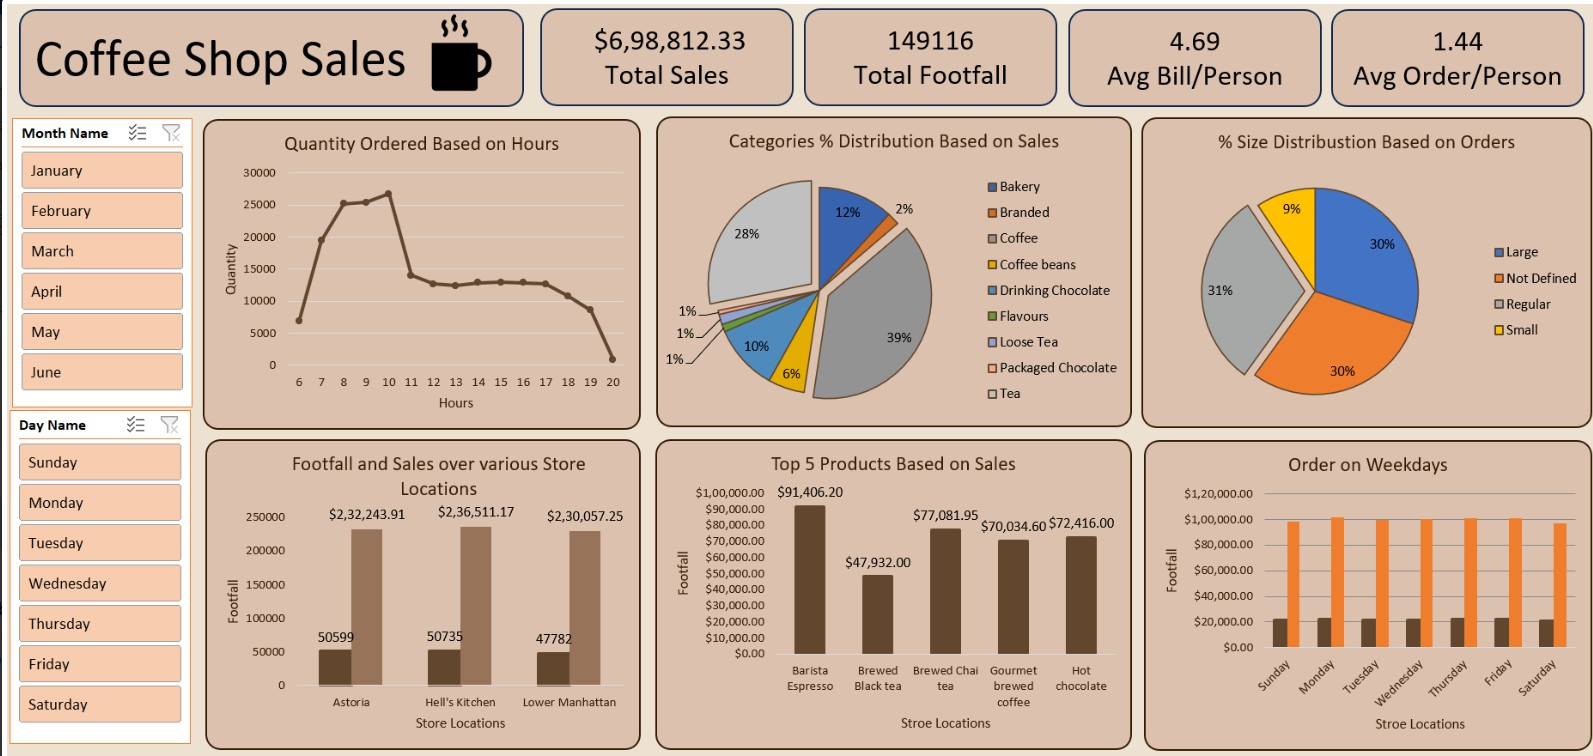 Coffee Shop Sales
$6,98,812.33
Total Sales
149116
Total Footfall
4.69
Avg Bill/Person
1.44
Avg Order/Person
Month Name
January
February
March
April
May
June
Day Name
Sunday
Monday
Tuesday
Wednesday
Thursday
Friday
Saturday
Quantity Ordered Based on Hours
Quantity
30000
25000
20000
15000
10000
5000
0
6 7 8 9 10 11 12 13 14 15 16 17 18 19 20
Hours
Categories % Distribution Based on Sales
12%
2%
39%
6%
10%
1%
1%
1%
28%
Bakery
Branded
Coffee
Coffee beans
Drinking Chocolate
Flavours
Loose Tea
Packaged Chocolate
Tea
% Size Distribustion Based on Orders
30%
30%
31%
9%
Large
Not Defined
Regular
Small
Footfall and Sales over various Store
Locations
Footfall
250000
200000
150000
100000
50000
0
$2,32,243.91
$2,36,511.17
$2,30,057.25
50599
50735
47782
Astoria
Hell's Kitchen
Lower Manhattan
Store Locations
Top 5 Products Based on Sales
Footfall
$1,00,000.00
$90,000.00
$80,000.00
$70,000.00
$60,000.00
$50,000.00
$40,000.00
$30,000.00
$20,000.00
$10,000.00
$0.00
$91,406.20
$47,932.00
$77,081.95
$70,034.60
$72,416.00
Barista
Espresso
Brewed
Black tea
Brewed Chai
tea
Gourmet
brewed
coffee
Hot
chocolate
Stroe Locations
Order on Weekdays
Footfall
$1,20,000.00
$1,00,000.00
$80,000.00
$60,000.00
$40,000.00
$20,000.00
$0.00
Sunday
Monday
Tuesday
Wednesday
Thursday
Friday
Saturday
Stroe Locations